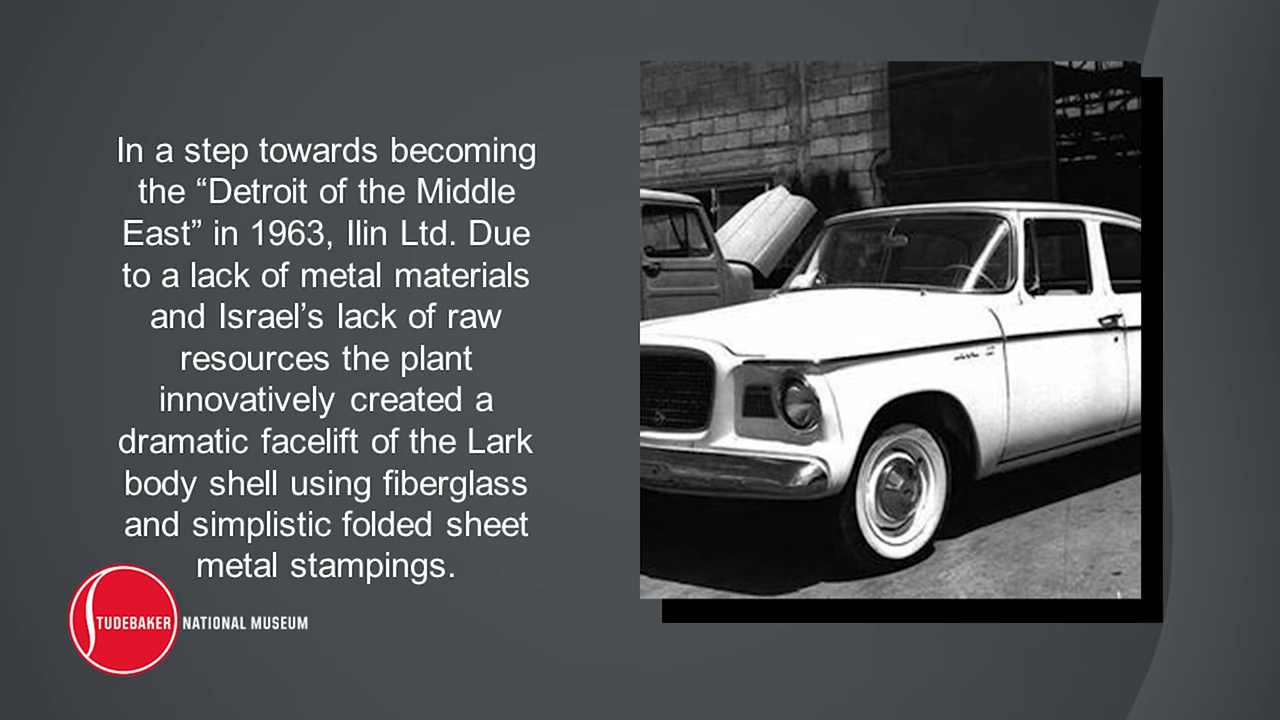 In a step towards becoming
the “Detroit of the Middle
East” in 1963, Ilin Ltd. Due
to a lack of metal materials
and Israel’s lack of raw
resources the plant
innovatively created a
dramatic facelift of the Lark
body shell using fiberglass
and simplistic folded sheet
metal stampings.
STUDEBAKER NATIONAL MUSEUM